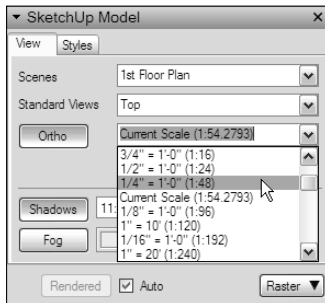 SketchUp Model
View Styles
Scenes 1st Floor Plan
Standard Views Top
Ortho Current Scale (1:54.2793)
3/4" = 1'-0" (1:16)
1/2" = 1'-0" (1:24)
1/4" = 1'-0" (1:48)
Current Scale (1:54.2793)
1/8" = 1'-0" (1:96)
1" = 10' (1:120)
1/16" = 1'-0" (1:192)
1" = 20' (1:240)
Shadows 11:
Fog
Rendered Auto Raster